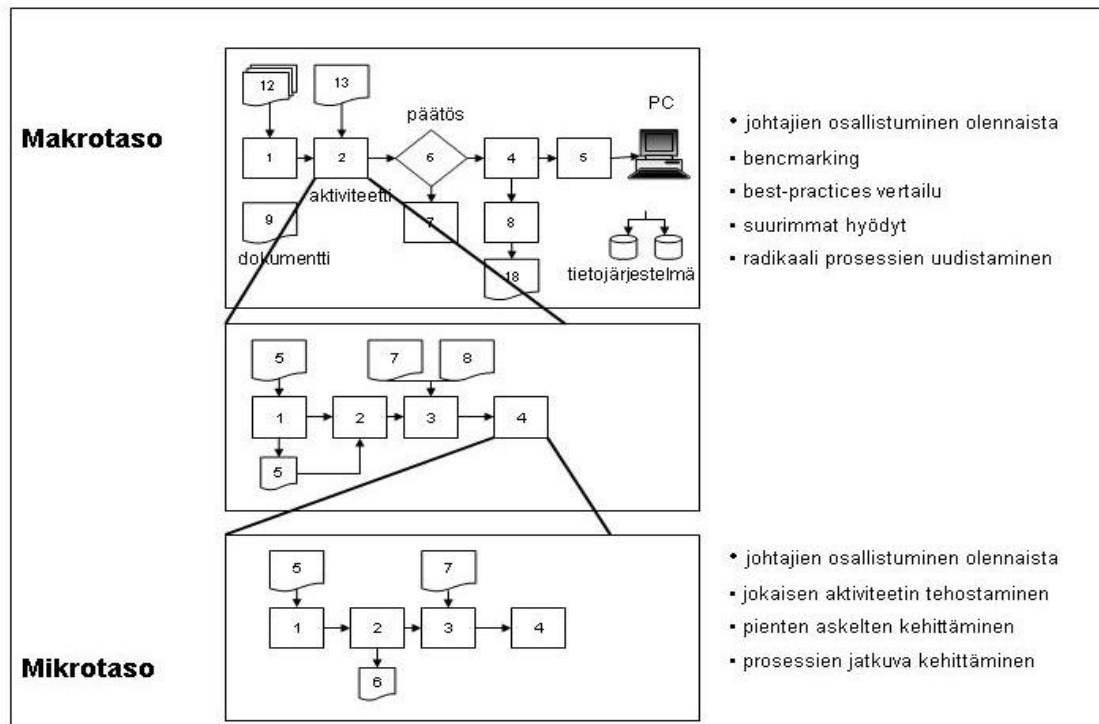 Makrotaso
12
13
päätös
PC
1
2
6
4
5
aktiviteetti
9
7
8
dokumentti
18
tietojärjestelmä
▪ johtajien osallistuminen olennaista
▪ bencmarking
▪ best-practices vertailu
▪ suurimmat hyödyt
▪ radikaali prosessien uudistaminen
5
7
8
1
2
3
4
5
Mikrotaso
5
7
1
2
3
4
6
▪ johtajien osallistuminen olennaista
▪ jokaisen aktiviteetin tehostaminen
▪ pienten askelten kehittäminen
▪ prosessien jatkuva kehittäminen